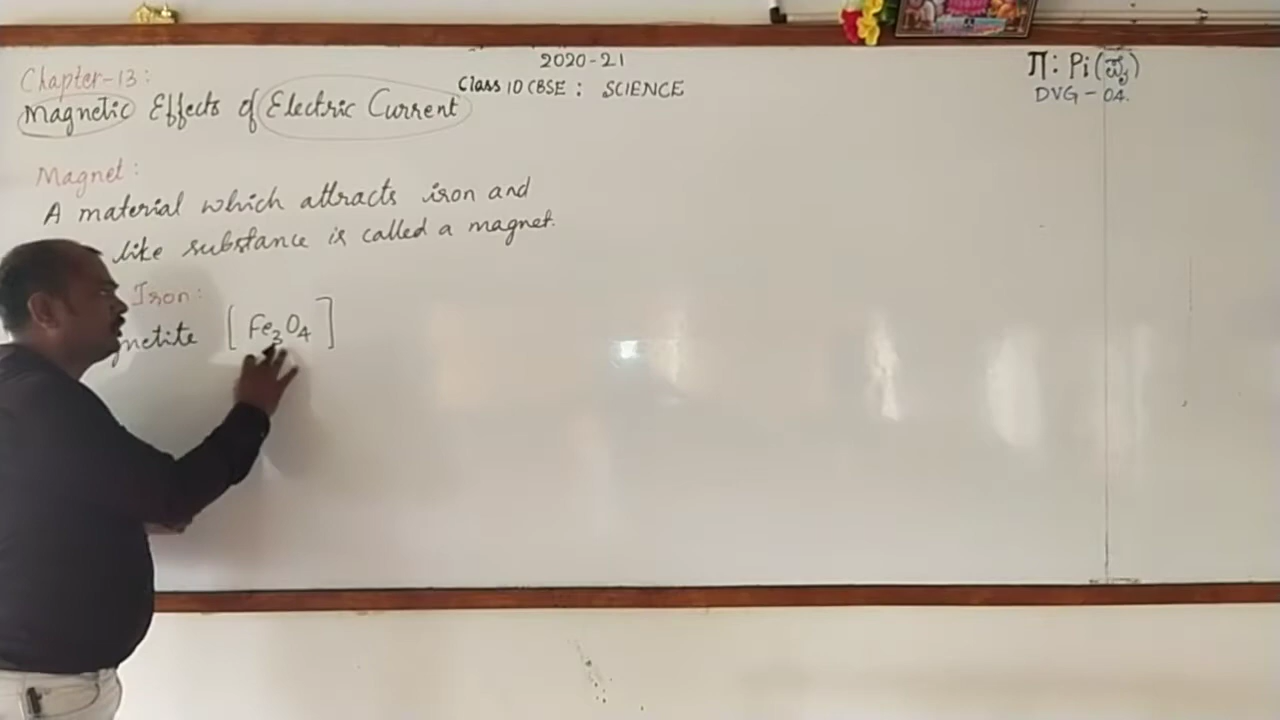 2020-21
Class 10 CBSE : SCIENCE
Π: Pi (
DVG - 04.
Chapter-13:
Magnetic Effects of Electric Current
Magnet:
A material which attracts iron and
like substance is called a magnet.
Iron:
[Fe3O4]